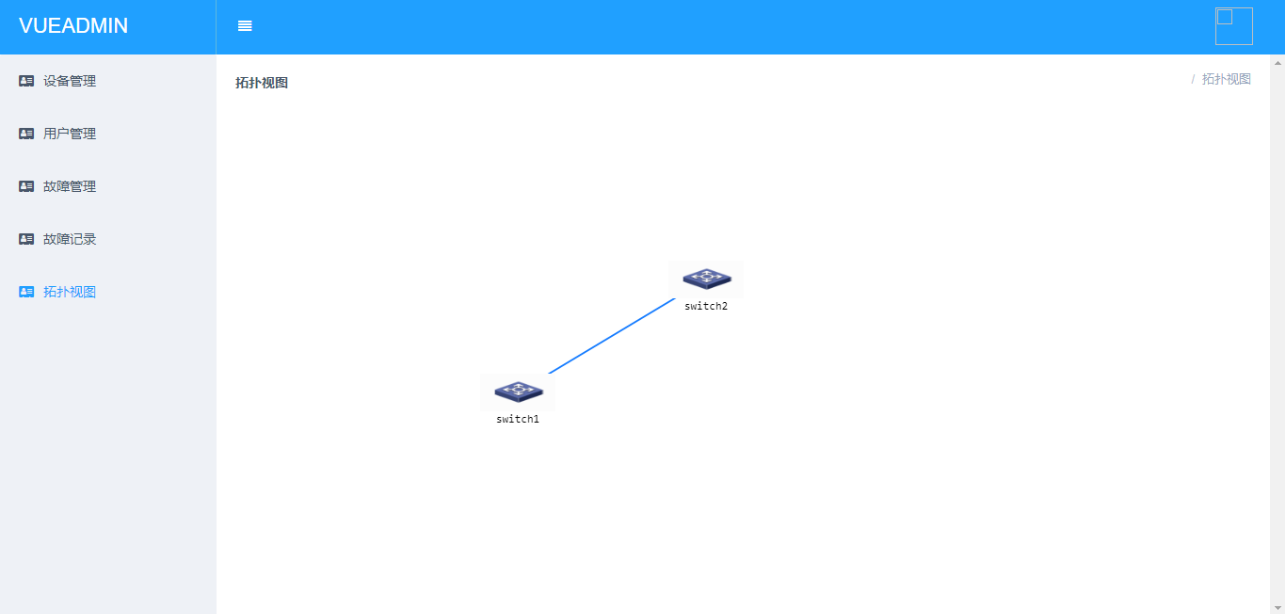 VUEADMIN
设备管理
用户管理
故障管理
故障记录
拓扑视图
拓扑视图
/ 拓扑视图
switch2
switch1